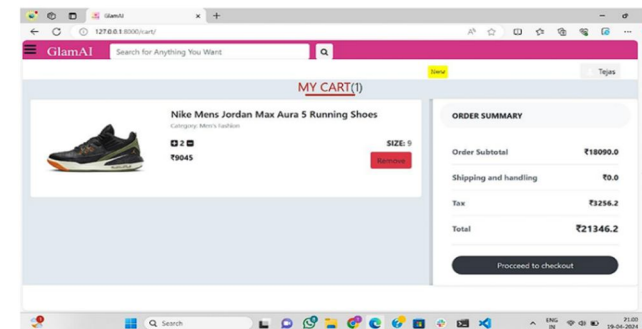 GlamAI
127.0.0.1:8000/cart/
GlamAI Search for Anything You Want
New Tejas
MY CART(1)
Nike Mens Jordan Max Aura 5 Running Shoes
Category: Men's Fashion
2 SIZE: 9
₹9045 Remove
ORDER SUMMARY
Order Subtotal ₹18090.0
Shipping and handling ₹0.0
Tax ₹3256.2
Total ₹21346.2
Procceed to checkout
Search
ENG
IN
21:00
19-04-2024